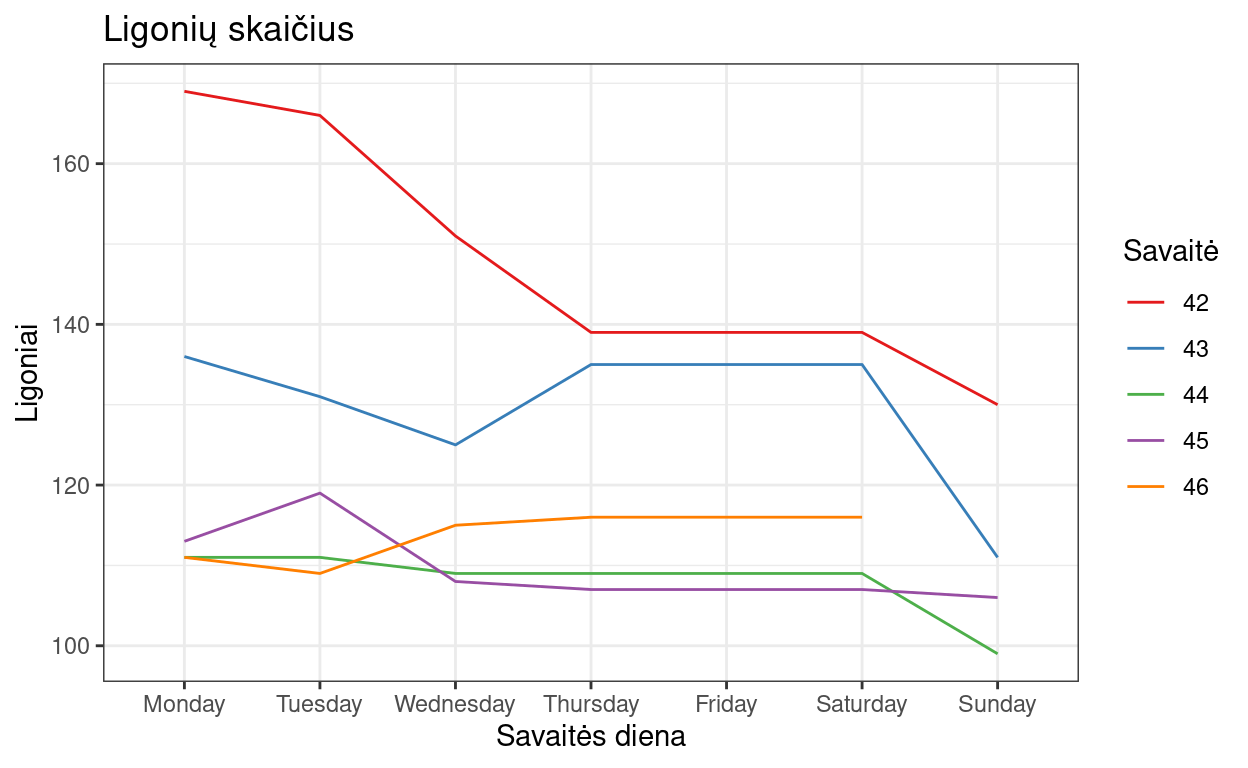 Ligonių skaičius
Ligoniai
160
140
120
100
Monday Tuesday Wednesday Thursday Friday Saturday Sunday
Savaitės diena
Savaitė
42
43
44
45
46